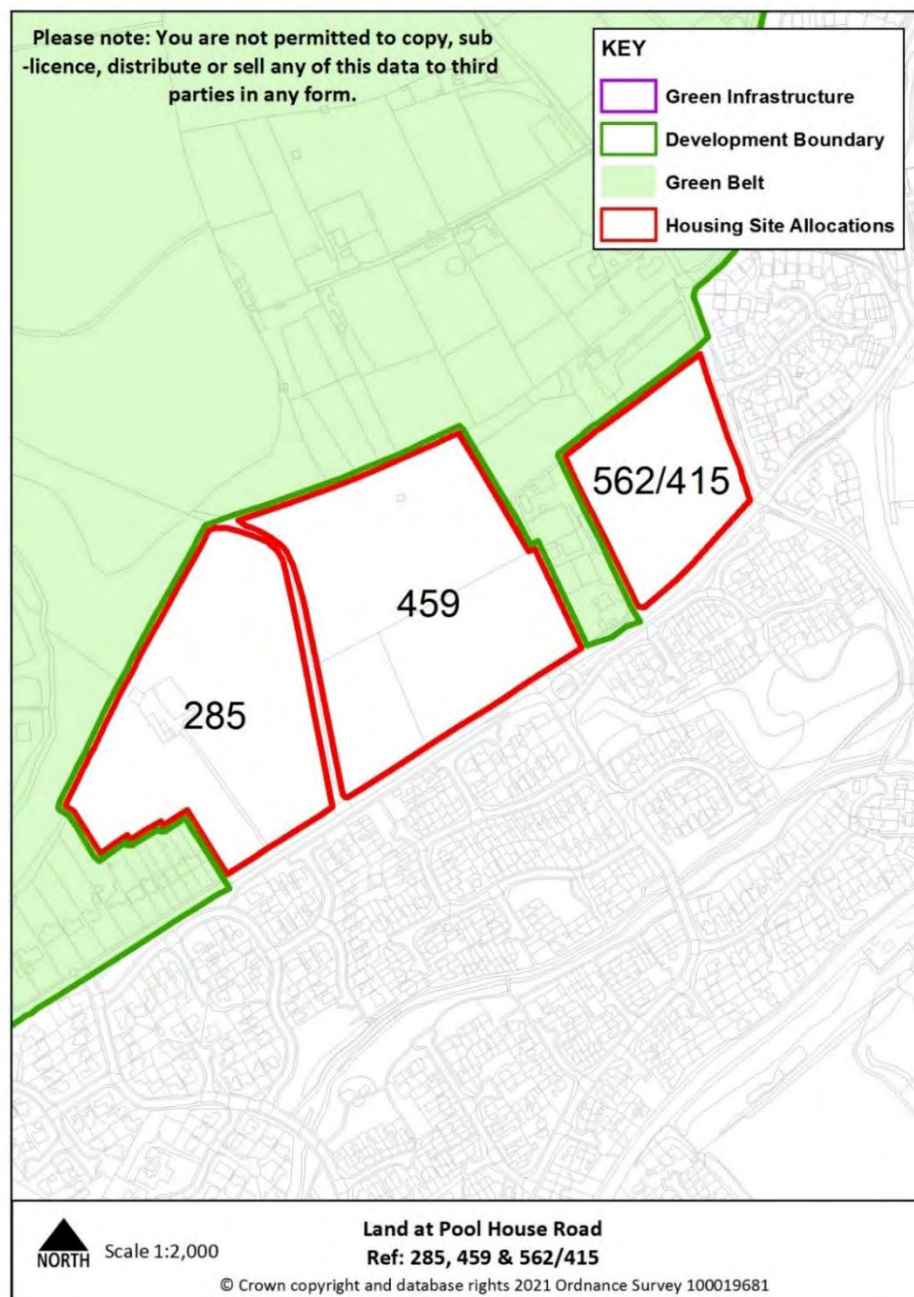 Please note: You are not permitted to copy, sub
-licence, distribute or sell any of this data to third
parties in any form.
KEY
Green Infrastructure
Development Boundary
Green Belt
Housing Site Allocations
562/415
459
285
NORTH
Scale 1:2,000
Land at Pool House Road
Ref: 285, 459 & 562/415
© Crown copyright and database rights 2021 Ordnance Survey 100019681